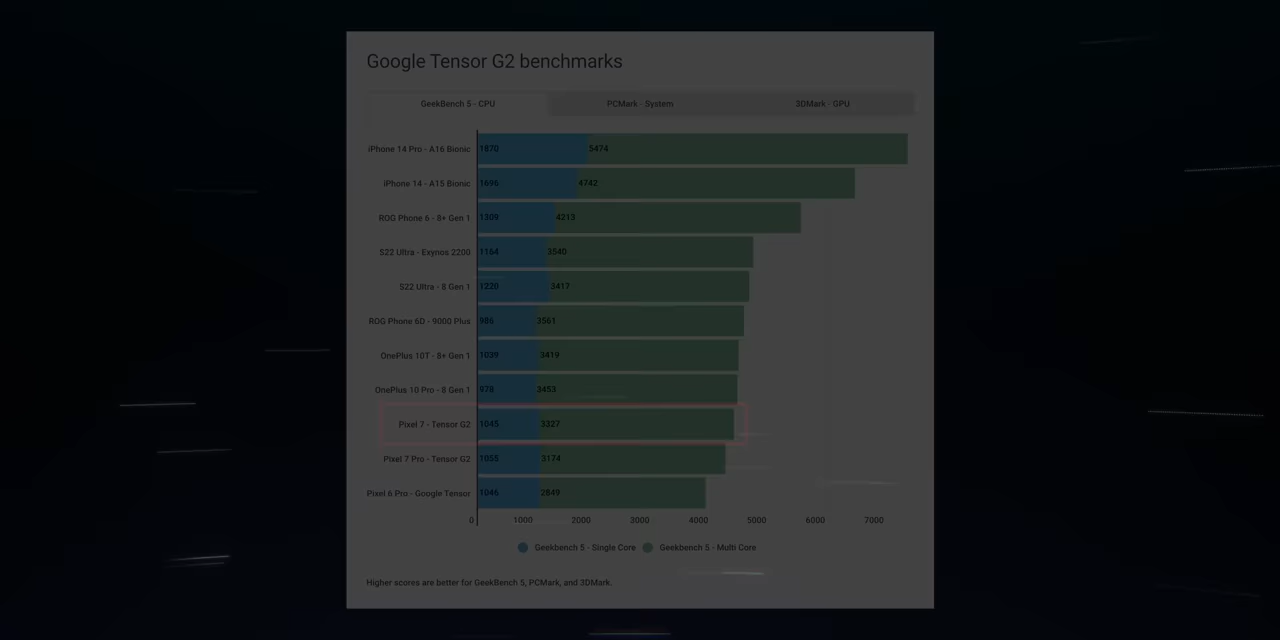 Google Tensor G2 benchmarks
GeekBench 5 - CPU PCMark - System 3DMark - GPU
iPhone 14 Pro - A16 Bionic 1870 5474
iPhone 14 - A15 Bionic 1696 4742
ROG Phone 6 - 8+ Gen 1 1309 4213
S22 Ultra - Exynos 2200 1164 3540
S22 Ultra - 8 Gen 1 1220 3417
ROG Phone 6D - 9000 Plus 986 3561
OnePlus 10T - 8+ Gen 1 1039 3419
OnePlus 10 Pro - 8 Gen 1 978 3453
Pixel 7 - Tensor G2 1045 3327
Pixel 7 Pro - Tensor G2 1055 3174
Pixel 6 Pro - Google Tensor 1046 2849
0 1000 2000 3000 4000 5000 6000 7000
Geekbench 5 - Single Core Geekbench 5 - Multi Core
Higher scores are better for GeekBench 5, PCMark, and 3DMark.